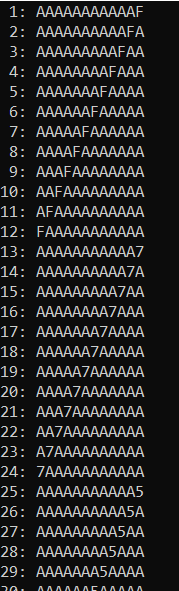 1: AAAAAAAAAAAF
2: AAAAAAAAAAFA
3: AAAAAAAAAFAA
4: AAAAAAAAFAAA
5: AAAAAAAFAAAA
6: AAAAAAFAAAAA
7: AAAAAFAAAAAA
8: AAAAFAAAAAAA
9: AAAFAAAAAAAA
10: AAFAAAAAAAAA
11: AFAAAAAAAAAA
12: FAAAAAAAAAAA
13: AAAAAAAAAAA7
14: AAAAAAAAAA7A
15: AAAAAAAAA7AA
16: AAAAAAAA7AAA
17: AAAAAAA7AAAA
18: AAAAAA7AAAAA
19: AAAAA7AAAAAA
20: AAAA7AAAAAAA
21: AAA7AAAAAAAA
22: AA7AAAAAAAAA
23: A7AAAAAAAAAA
24: 7AAAAAAAAAAA
25: AAAAAAAAAAA5
26: AAAAAAAAAA5A
27: AAAAAAAAA5AA
28: AAAAAAAA5AAA
29: AAAAAAA5AAAA